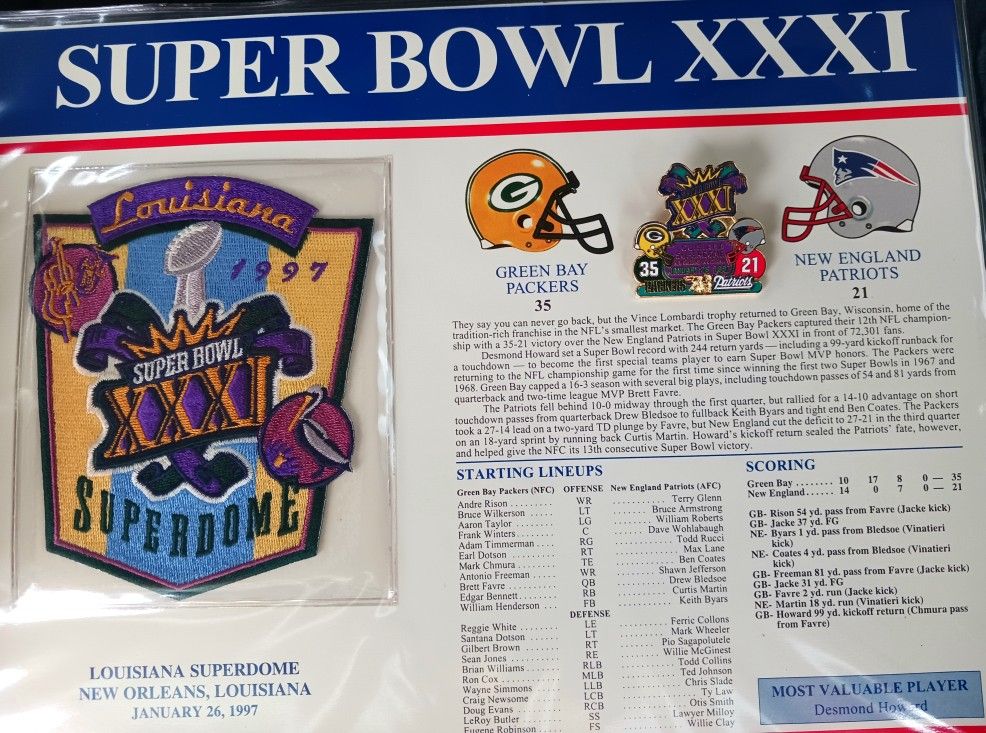 SUPER BOWL XXXI
Louisiana
1997
SUPER BOWL
XXXI
SUPERDOME
LOUISIANA SUPERDOME
NEW ORLEANS, LOUISIANA
JANUARY 26, 1997
G
GREEN BAY
PACKERS
35
XXXI
35
21
PACKERS
Patriots
NEW ENGLAND
PATRIOTS
21
They say you can never go back, but the Vince Lombardi trophy returned to Green Bay, Wisconsin, home of the
tradition-rich franchise in the NFL's smallest market. The Green Bay Packers captured their 12th NFL champion-
ship with a 35-21 victory over the New England Patriots in Super Bowl XXXI in front of 72,301 fans.
Desmond Howard set a Super Bowl record with 244 return yards — including a 99-yard kickoff runback for
a touchdown — to become the first special teams player to earn Super Bowl MVP honors. The Packers were
returning to the NFL championship game for the first time since winning the first two Super Bowls in 1967 and
1968. Green Bay capped a 16-3 season with several big plays, including touchdown passes of 54 and 81 yards from
quarterback and two-time league MVP Brett Favre.
The Patriots fell behind 10-0 midway through the first quarter, but rallied for a 14-10 advantage on short
touchdown passes from quarterback Drew Bledsoe to fullback Keith Byars and tight end Ben Coates. The Packers
took a 27-14 lead on a two-yard TD plunge by Favre, but New England cut the deficit to 27-21 in the third quarter
on an 18-yard sprint by running back Curtis Martin. Howard's kickoff return sealed the Patriots' fate, however,
and helped give the NFC its 13th consecutive Super Bowl victory.
STARTING LINEUPS
Green Bay Packers (NFC) OFFENSE New England Patriots (AFC)
Andre Rison ......... WR ......... Terry Glenn
Bruce Wilkerson ..... LT ..... Bruce Armstrong
Aaron Taylor ........ LG ........ William Roberts
Frank Winters ....... C ....... Dave Wohlabaugh
Adam Timmerman .... RG .......... Todd Rucci
Earl Dotson ......... RT .......... Max Lane
Mark Chmura ........ TE ......... Ben Coates
Antonio Freeman .... WR ...... Shawn Jefferson
Brett Favre .......... QB ........ Drew Bledsoe
Edgar Bennett ....... RB ........ Curtis Martin
William Henderson ... FB ......... Keith Byars
DEFENSE
Reggie White ........ LE ........ Ferric Collons
Santana Dotson ...... LT ........ Mark Wheeler
Gilbert Brown ....... RT ...... Pio Sagapolutele
Sean Jones .......... RE ....... Willie McGinest
Brian Williams ....... RLB ........ Todd Collins
Ron Cox ............ MLB ........ Ted Johnson
Wayne Simmons ..... LLB ......... Chris Slade
Craig Newsome ...... LCB ............ Ty Law
Doug Evans ......... RCB ......... Otis Smith
LeRoy Butler ........ SS ........ Lawyer Milloy
Eugene Robinson .... FS ......... Willie Clay
SCORING
Green Bay ........ 10 17 8 0 — 35
New England ...... 14 0 7 0 — 21
GB- Rison 54 yd. pass from Favre (Jacke kick)
GB- Jacke 37 yd. FG
NE- Byars 1 yd. pass from Bledsoe (Vinatieri
kick)
NE- Coates 4 yd. pass from Bledsoe (Vinatieri
kick)
GB- Freeman 81 yd. pass from Favre (Jacke kick)
GB- Jacke 31 yd. FG
GB- Favre 2 yd. run (Jacke kick)
NE- Martin 18 yd. run (Vinatieri kick)
GB- Howard 99 yd. kickoff return (Chmura pass
from Favre)
MOST VALUABLE PLAYER
Desmond Howard